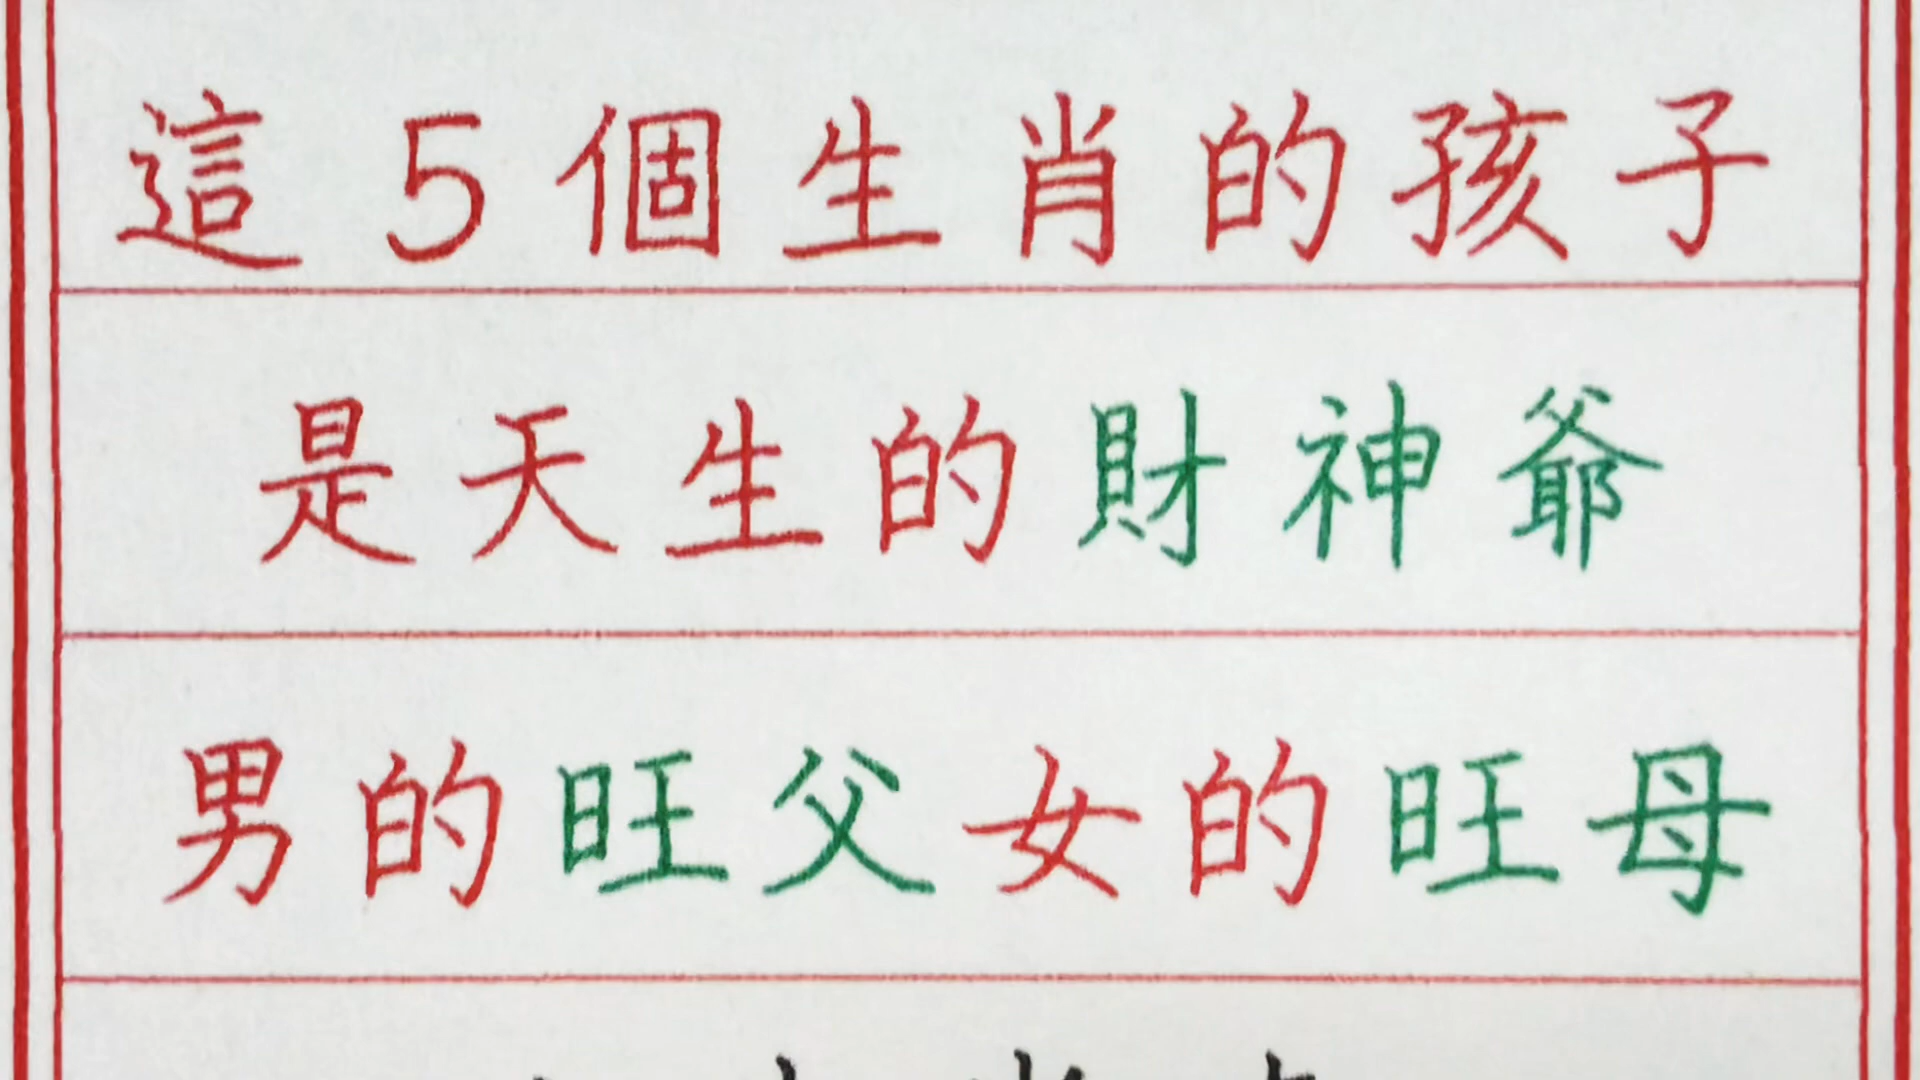 這5個生肖的孩子
是天生的財神爺
男的旺父女的旺母